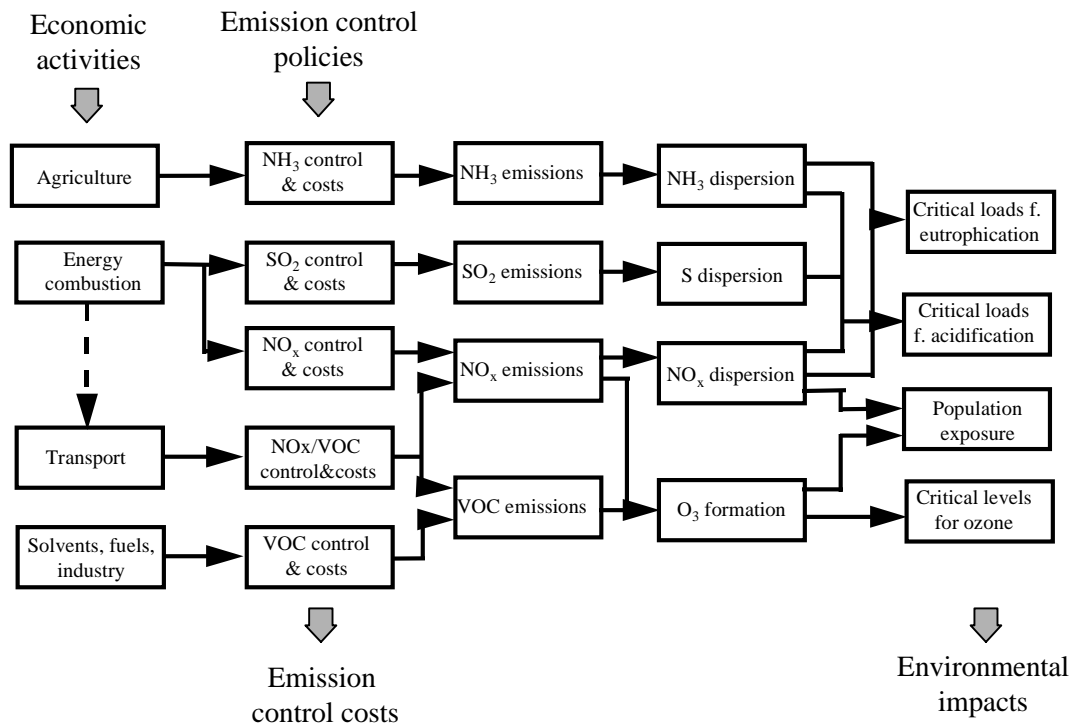 Economic
activities
Emission control
policies
Agriculture
NH₃ control
& costs
NH₃ emissions
NH₃ dispersion
Critical loads f.
eutrophication
Energy
combustion
SO₂ control
& costs
SO₂ emissions
S dispersion
Critical loads
f. acidification
NOₓ control
& costs
NOₓ emissions
NOₓ dispersion
Population
exposure
Transport
NOx/VOC
control&costs
VOC emissions
O₃ formation
Critical levels
for ozone
Solvents, fuels,
industry
VOC control
& costs
Emission
control costs
Environmental
impacts